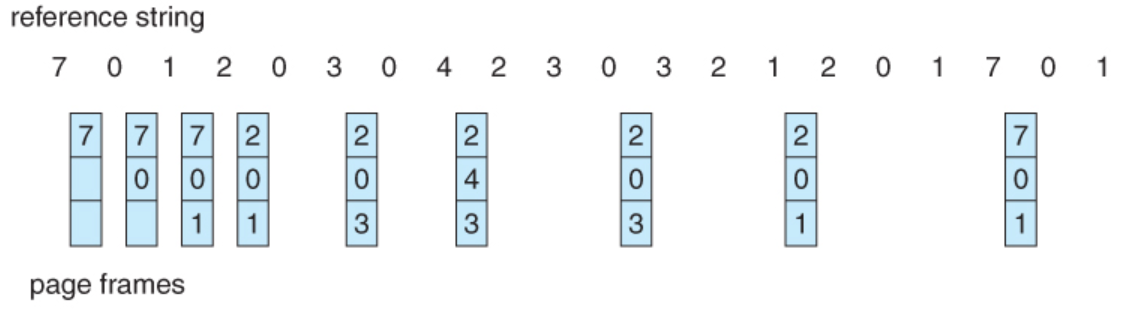 reference string
7 0 1 2 0 3 0 4 2 3 0 3 2 1 2 0 1 7 0 1
7 7 7 2 2 2 2 2 7
0 0 0 0 4 0 0 0
1 1 3 3 3 1 1
page frames